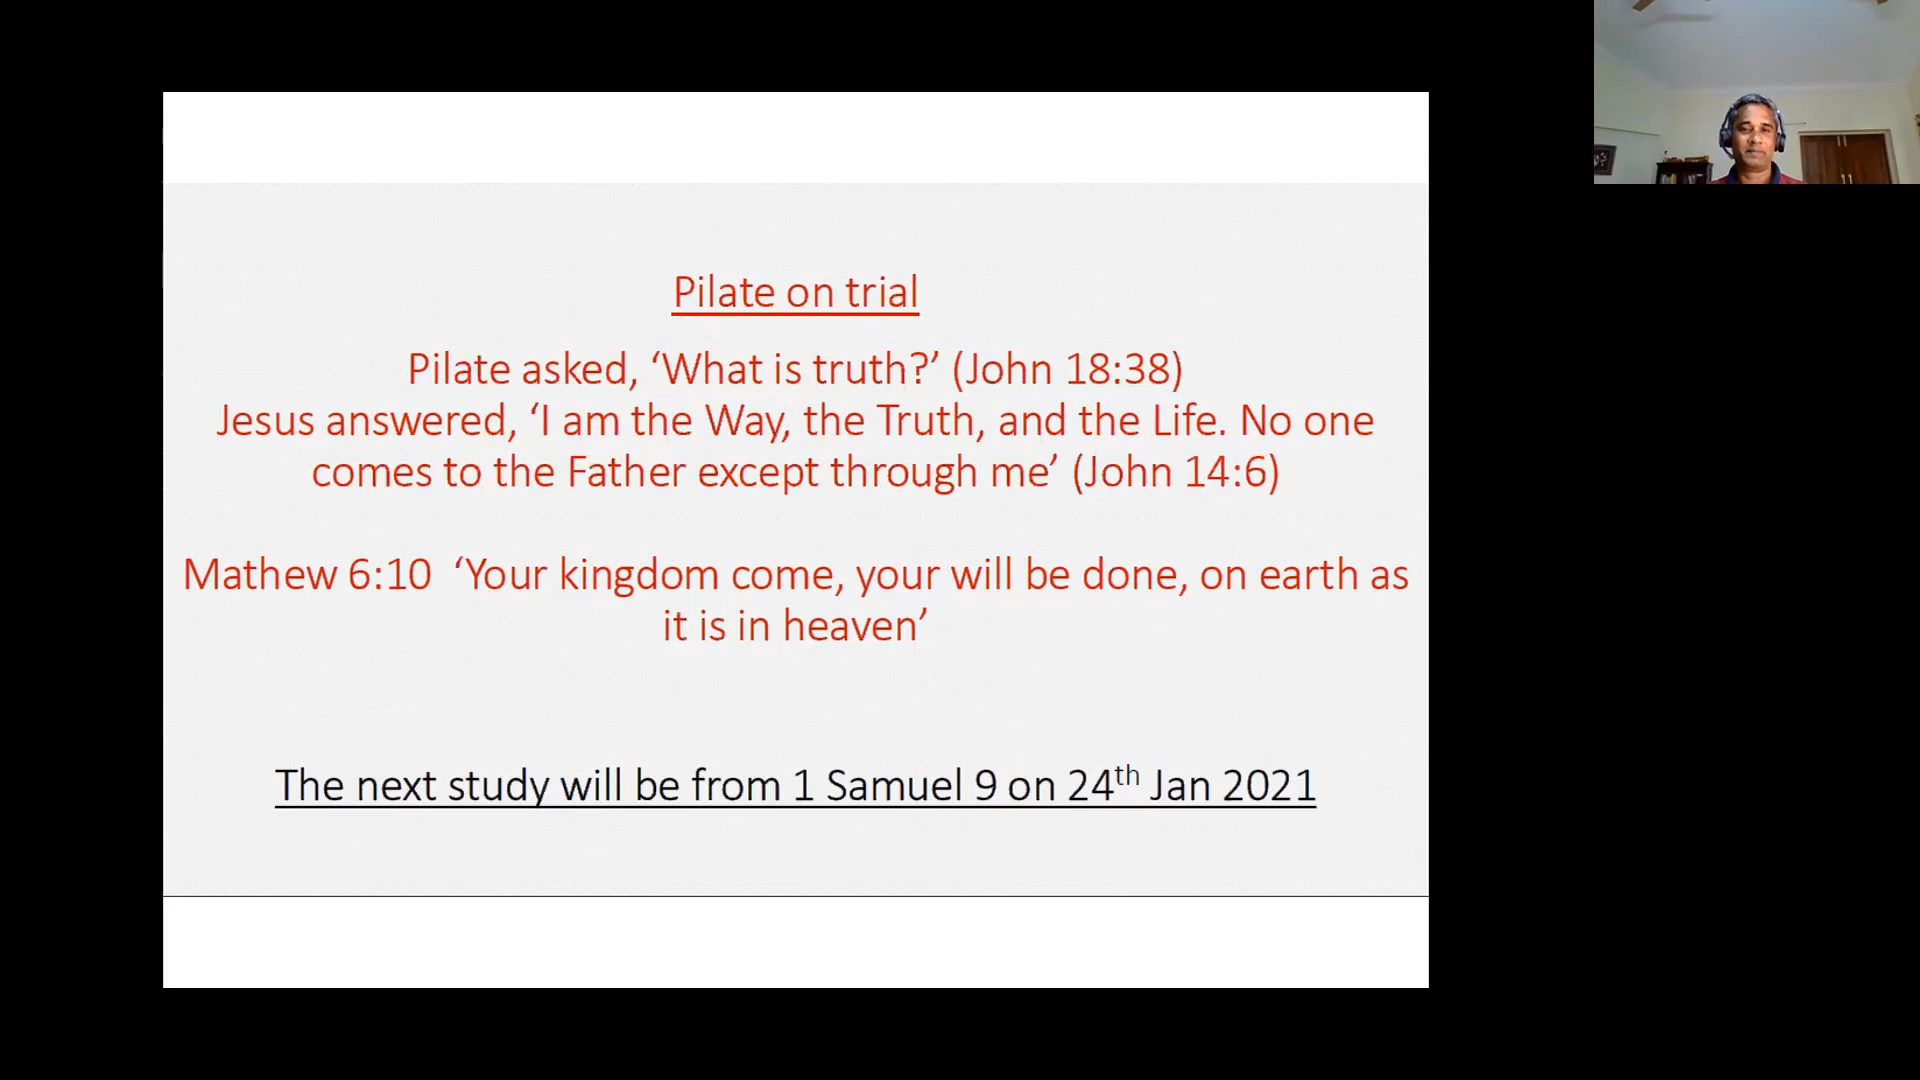 Pilate on trial
Pilate asked, ‘What is truth?’ (John 18:38)
Jesus answered, ‘I am the Way, the Truth, and the Life. No one
comes to the Father except through me’ (John 14:6)
Mathew 6:10  ‘Your kingdom come, your will be done, on earth as
it is in heaven’
The next study will be from 1 Samuel 9 on 24th Jan 2021